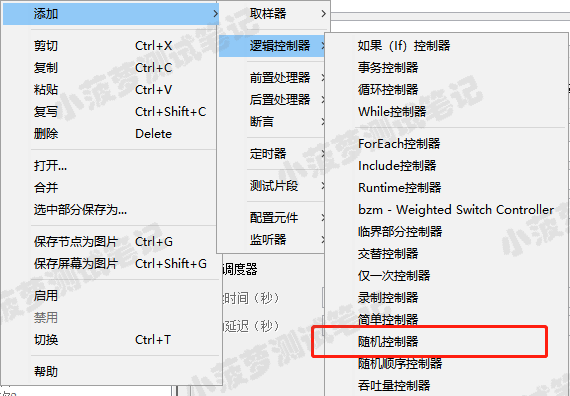 添加
剪切 Ctrl+X
复制 Ctrl+C
粘贴 Ctrl+V
复写 Ctrl+Shift+C
删除 Delete
打开...
合并
选中部分保存为...
保存节点为图片 Ctrl+G
保存屏幕为图片 Ctrl+Shift+G
启用
禁用
切换 Ctrl+T
帮助
取样器
逻辑控制器
前置处理器
后置处理器
断言
定时器
测试片段
配置元件
监听器
调度器
时间（秒）
延迟（秒）
如果（If）控制器
事务控制器
循环控制器
While控制器
ForEach控制器
Include控制器
Runtime控制器
bzm - Weighted Switch Controller
临界部分控制器
交替控制器
仅一次控制器
录制控制器
简单控制器
随机控制器
随机顺序控制器
吞吐量控制器
小菠萝测试笔记